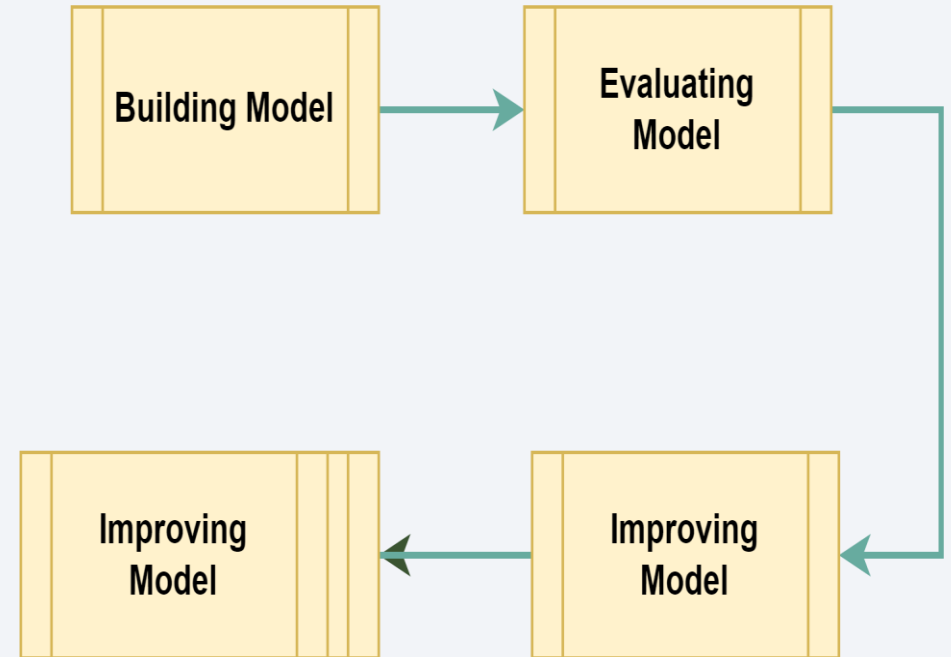 Building Model
Evaluating
Model
Improving
Model
Improving
Model